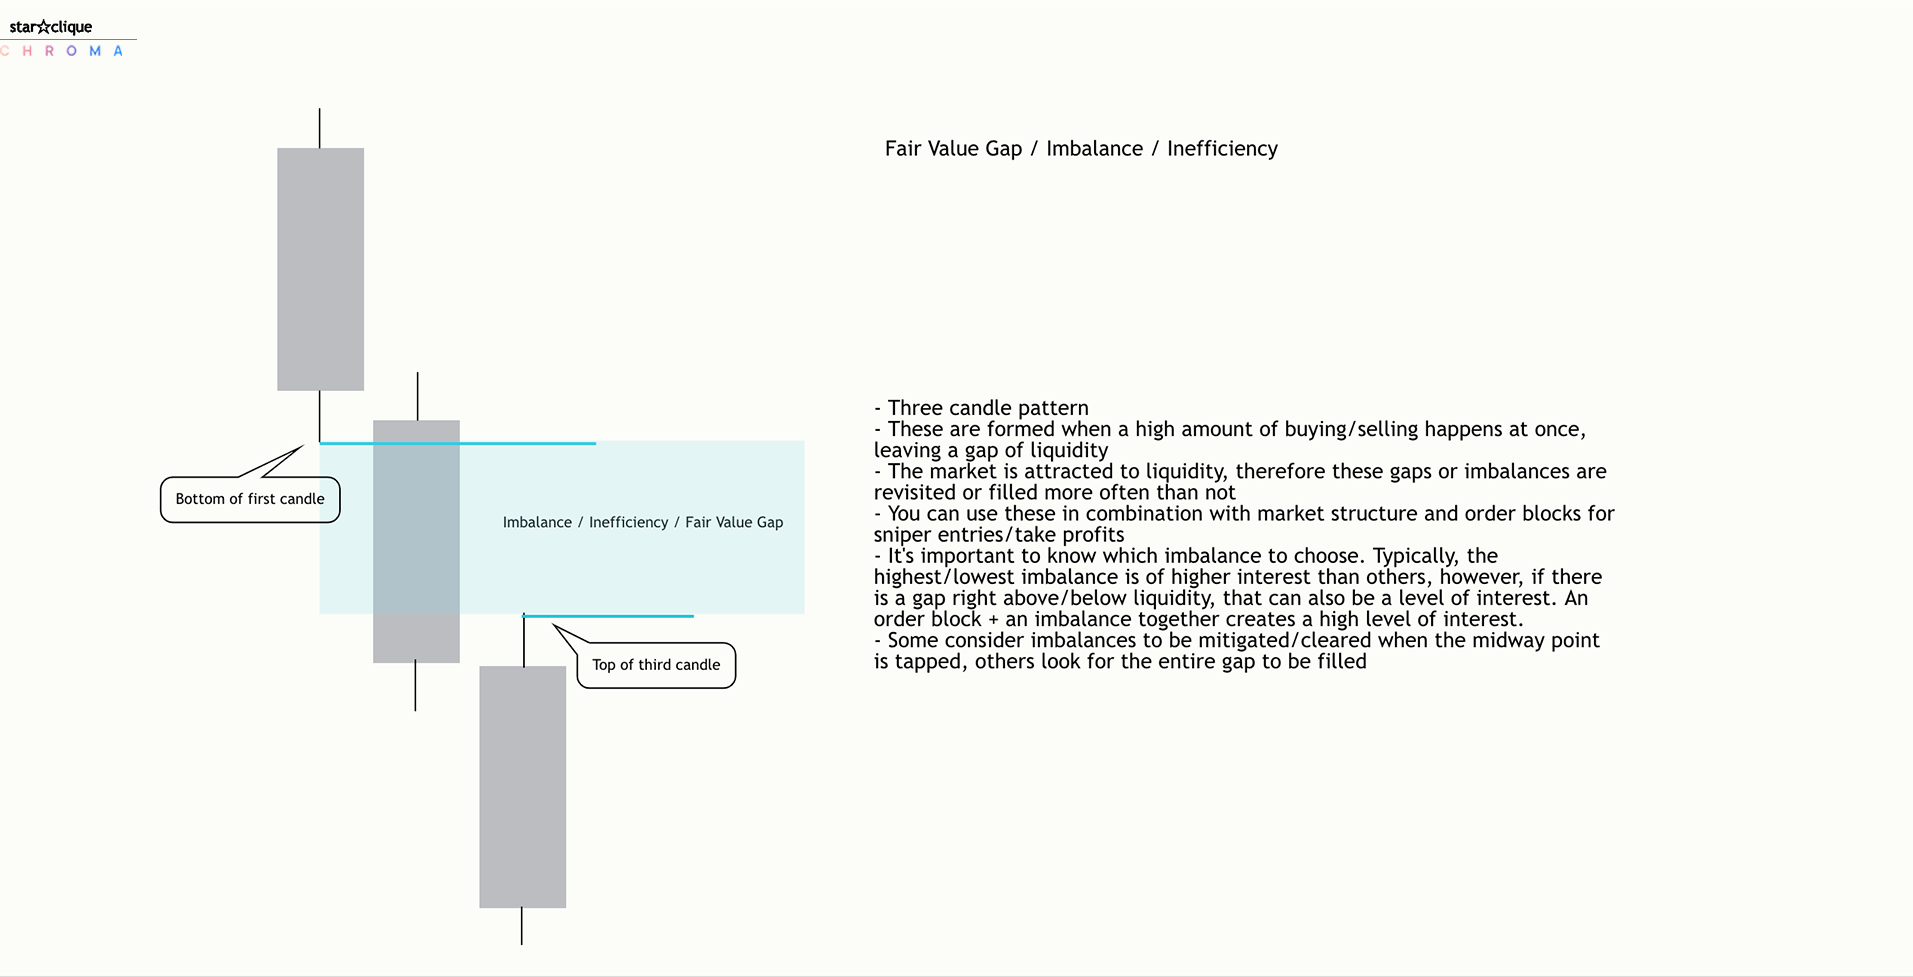 star☆clique
CHROMA
Fair Value Gap / Imbalance / Inefficiency
Bottom of first candle
Imbalance / Inefficiency / Fair Value Gap
Top of third candle
- Three candle pattern
- These are formed when a high amount of buying/selling happens at once,
leaving a gap of liquidity
- The market is attracted to liquidity, therefore these gaps or imbalances are
revisited or filled more often than not
- You can use these in combination with market structure and order blocks for
sniper entries/take profits
- It's important to know which imbalance to choose. Typically, the
highest/lowest imbalance is of higher interest than others, however, if there
is a gap right above/below liquidity, that can also be a level of interest. An
order block + an imbalance together creates a high level of interest.
- Some consider imbalances to be mitigated/cleared when the midway point
is tapped, others look for the entire gap to be filled